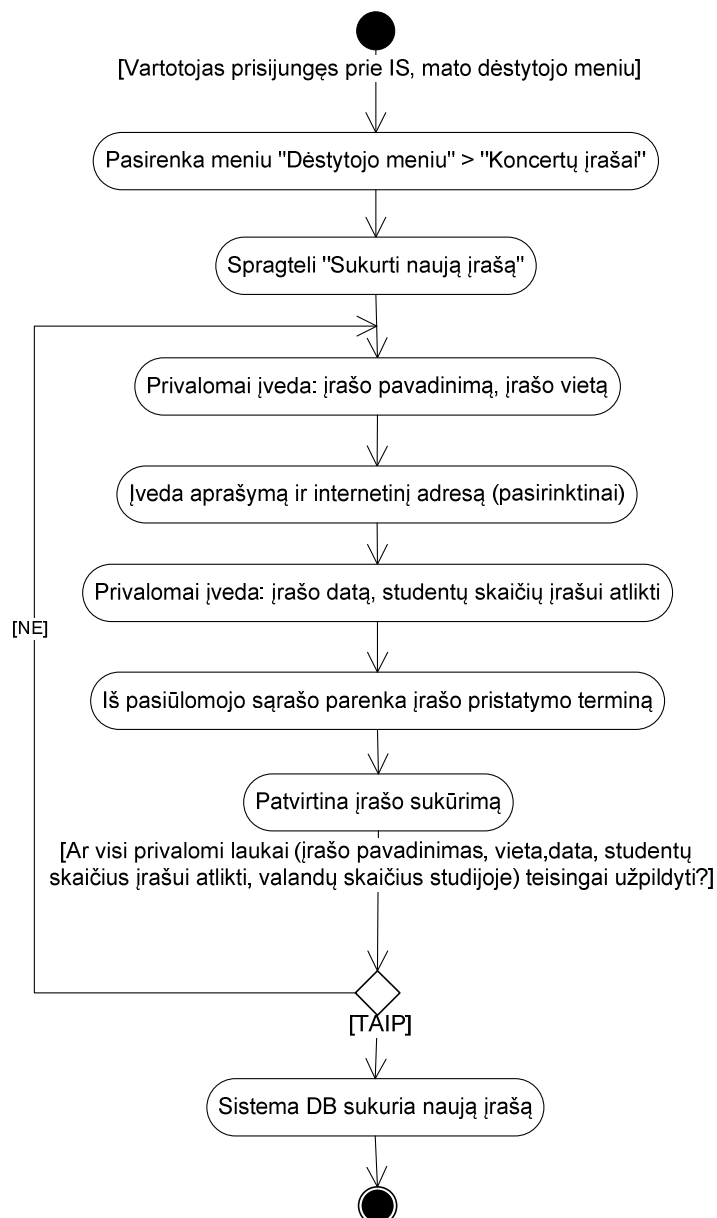 [Vartotojas prisijungęs prie IS, mato dėstytojo meniu]
Pasirenka meniu "Dėstytojo meniu" > "Koncertų įrašai"
Spragteli "Sukurti naują įrašą"
Privalomai įveda: įrašo pavadinimą, įrašo vietą
Įveda aprašymą ir internetinį adresą (pasirinktinai)
Privalomai įveda: įrašo datą, studentų skaičių įrašui atlikti
[NE]
Iš pasiūlomojo sąrašo parenka įrašo pristatymo terminą
Patvirtina įrašo sukūrimą
[Ar visi privalomi laukai (įrašo pavadinimas, vieta,data, studentų
skaičius įrašui atlikti, valandų skaičius studijoje) teisingai užpildyti?]
[TAIP]
Sistema DB sukuria naują įrašą